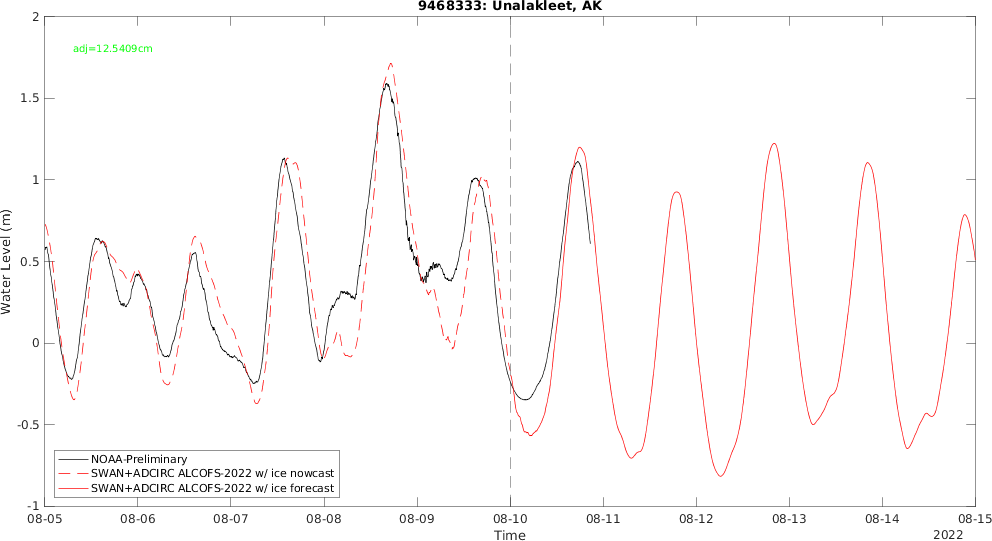 9468333: Unalakleet, AK
adj=12.5409cm
Water Level (m)
2
1.5
1
0.5
0
-0.5
-1
NOAA-Preliminary
SWAN+ADCIRC ALCOFS-2022 w/ ice nowcast
SWAN+ADCIRC ALCOFS-2022 w/ ice forecast
08-05 08-06 08-07 08-08 08-09 08-10 08-11 08-12 08-13 08-14 08-15
Time
2022